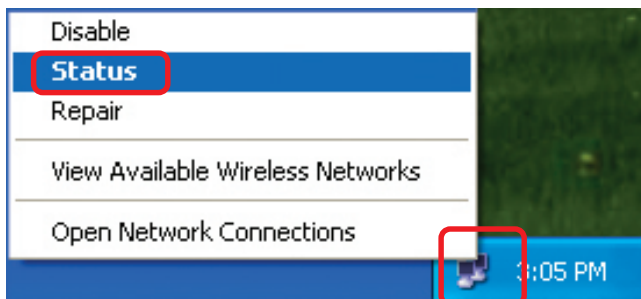 Disable
Status
Repair
View Available Wireless Networks
Open Network Connections
3:05 PM